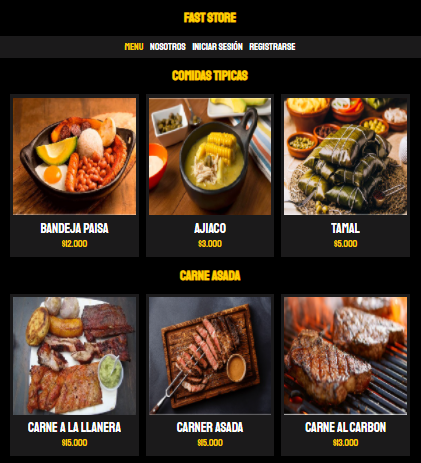 FAST STORE
MENU NOSOTROS INICIAR SESIÓN REGISTRARSE
COMIDAS TIPICAS
BANDEJA PAISA
$12.000
AJIACO
$3.000
TAMAL
$5.000
CARNE ASADA
CARNE A LA LLANERA
$15.000
CARNER ASADA
$15.000
CARNE AL CARBON
$13.000